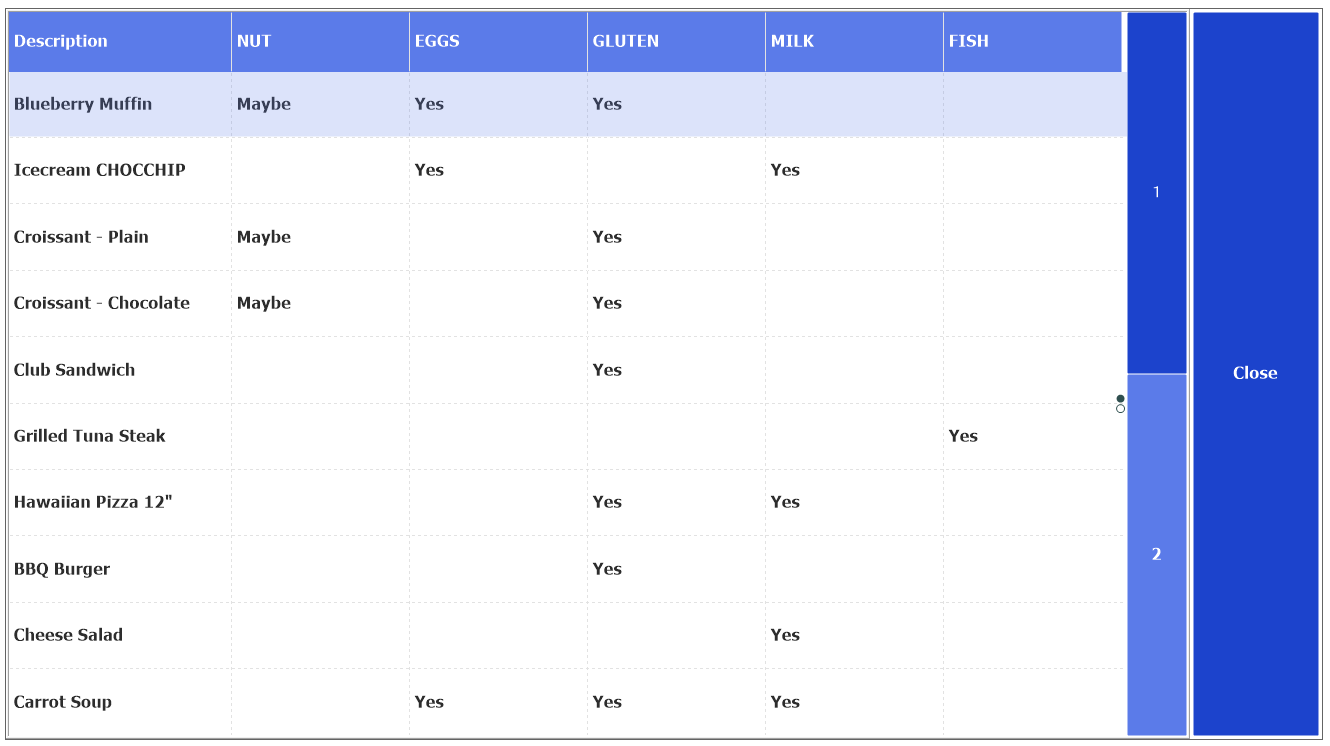 Description NUT EGGS GLUTEN MILK FISH
Blueberry Muffin Maybe Yes Yes
Icecream CHOCCHIP Yes Yes
Croissant - Plain Maybe Yes
Croissant - Chocolate Maybe Yes
Club Sandwich Yes
Grilled Tuna Steak Yes
Hawaiian Pizza 12" Yes Yes
BBQ Burger Yes
Cheese Salad Yes
Carrot Soup Yes Yes Yes
1
2
Close